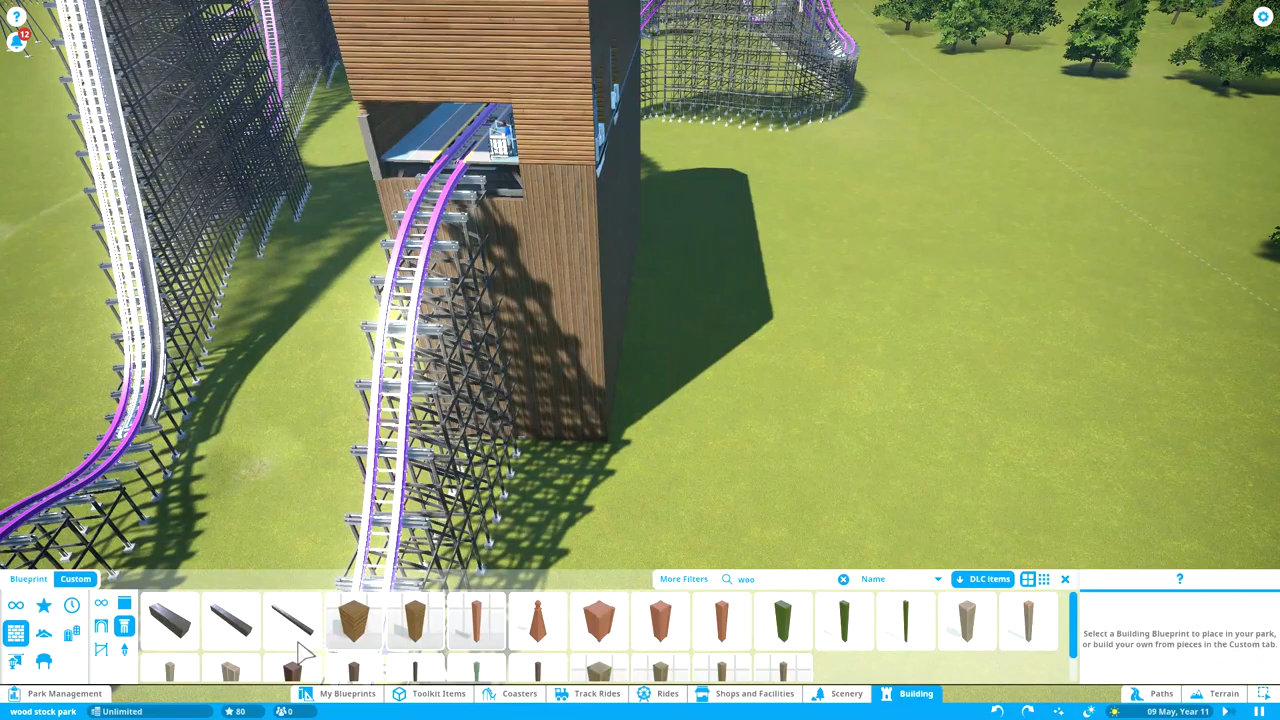 ?
12
Blueprint Custom
More Filters woo Name DLC items
?
Select a Building Blueprint to place in your park,
or build your own from pieces in the Custom tab.
Park Management My Blueprints Toolkit Items Coasters Track Rides Rides Shops and Facilities Scenery Building Paths Terrain
wood stock park Unlimited 80 0 09 May, Year 11